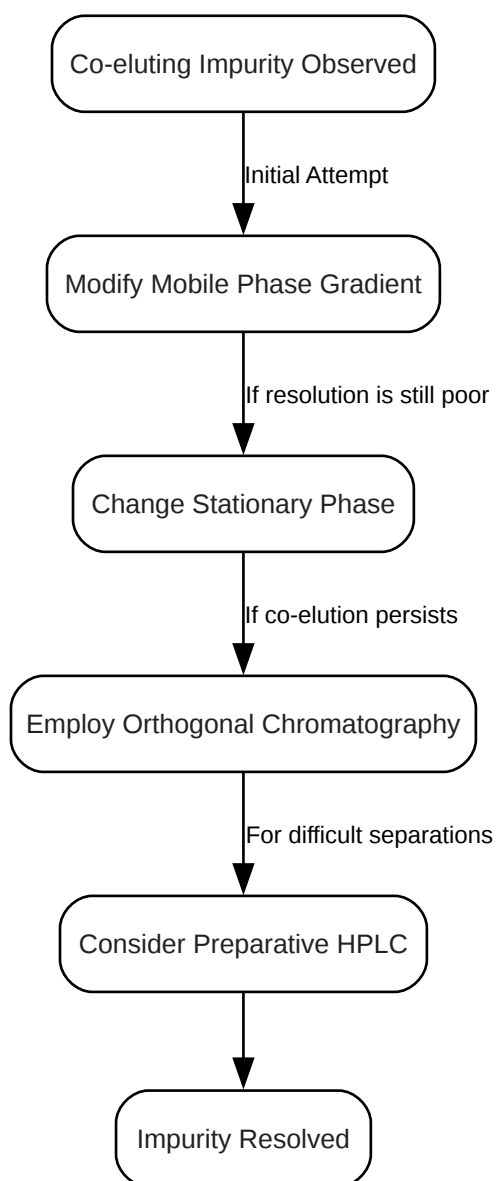 Co-eluting Impurity Observed
Initial Attempt
Modify Mobile Phase Gradient
If resolution is still poor
Change Stationary Phase
If co-elution persists
Employ Orthogonal Chromatography
For difficult separations
Consider Preparative HPLC
Impurity Resolved